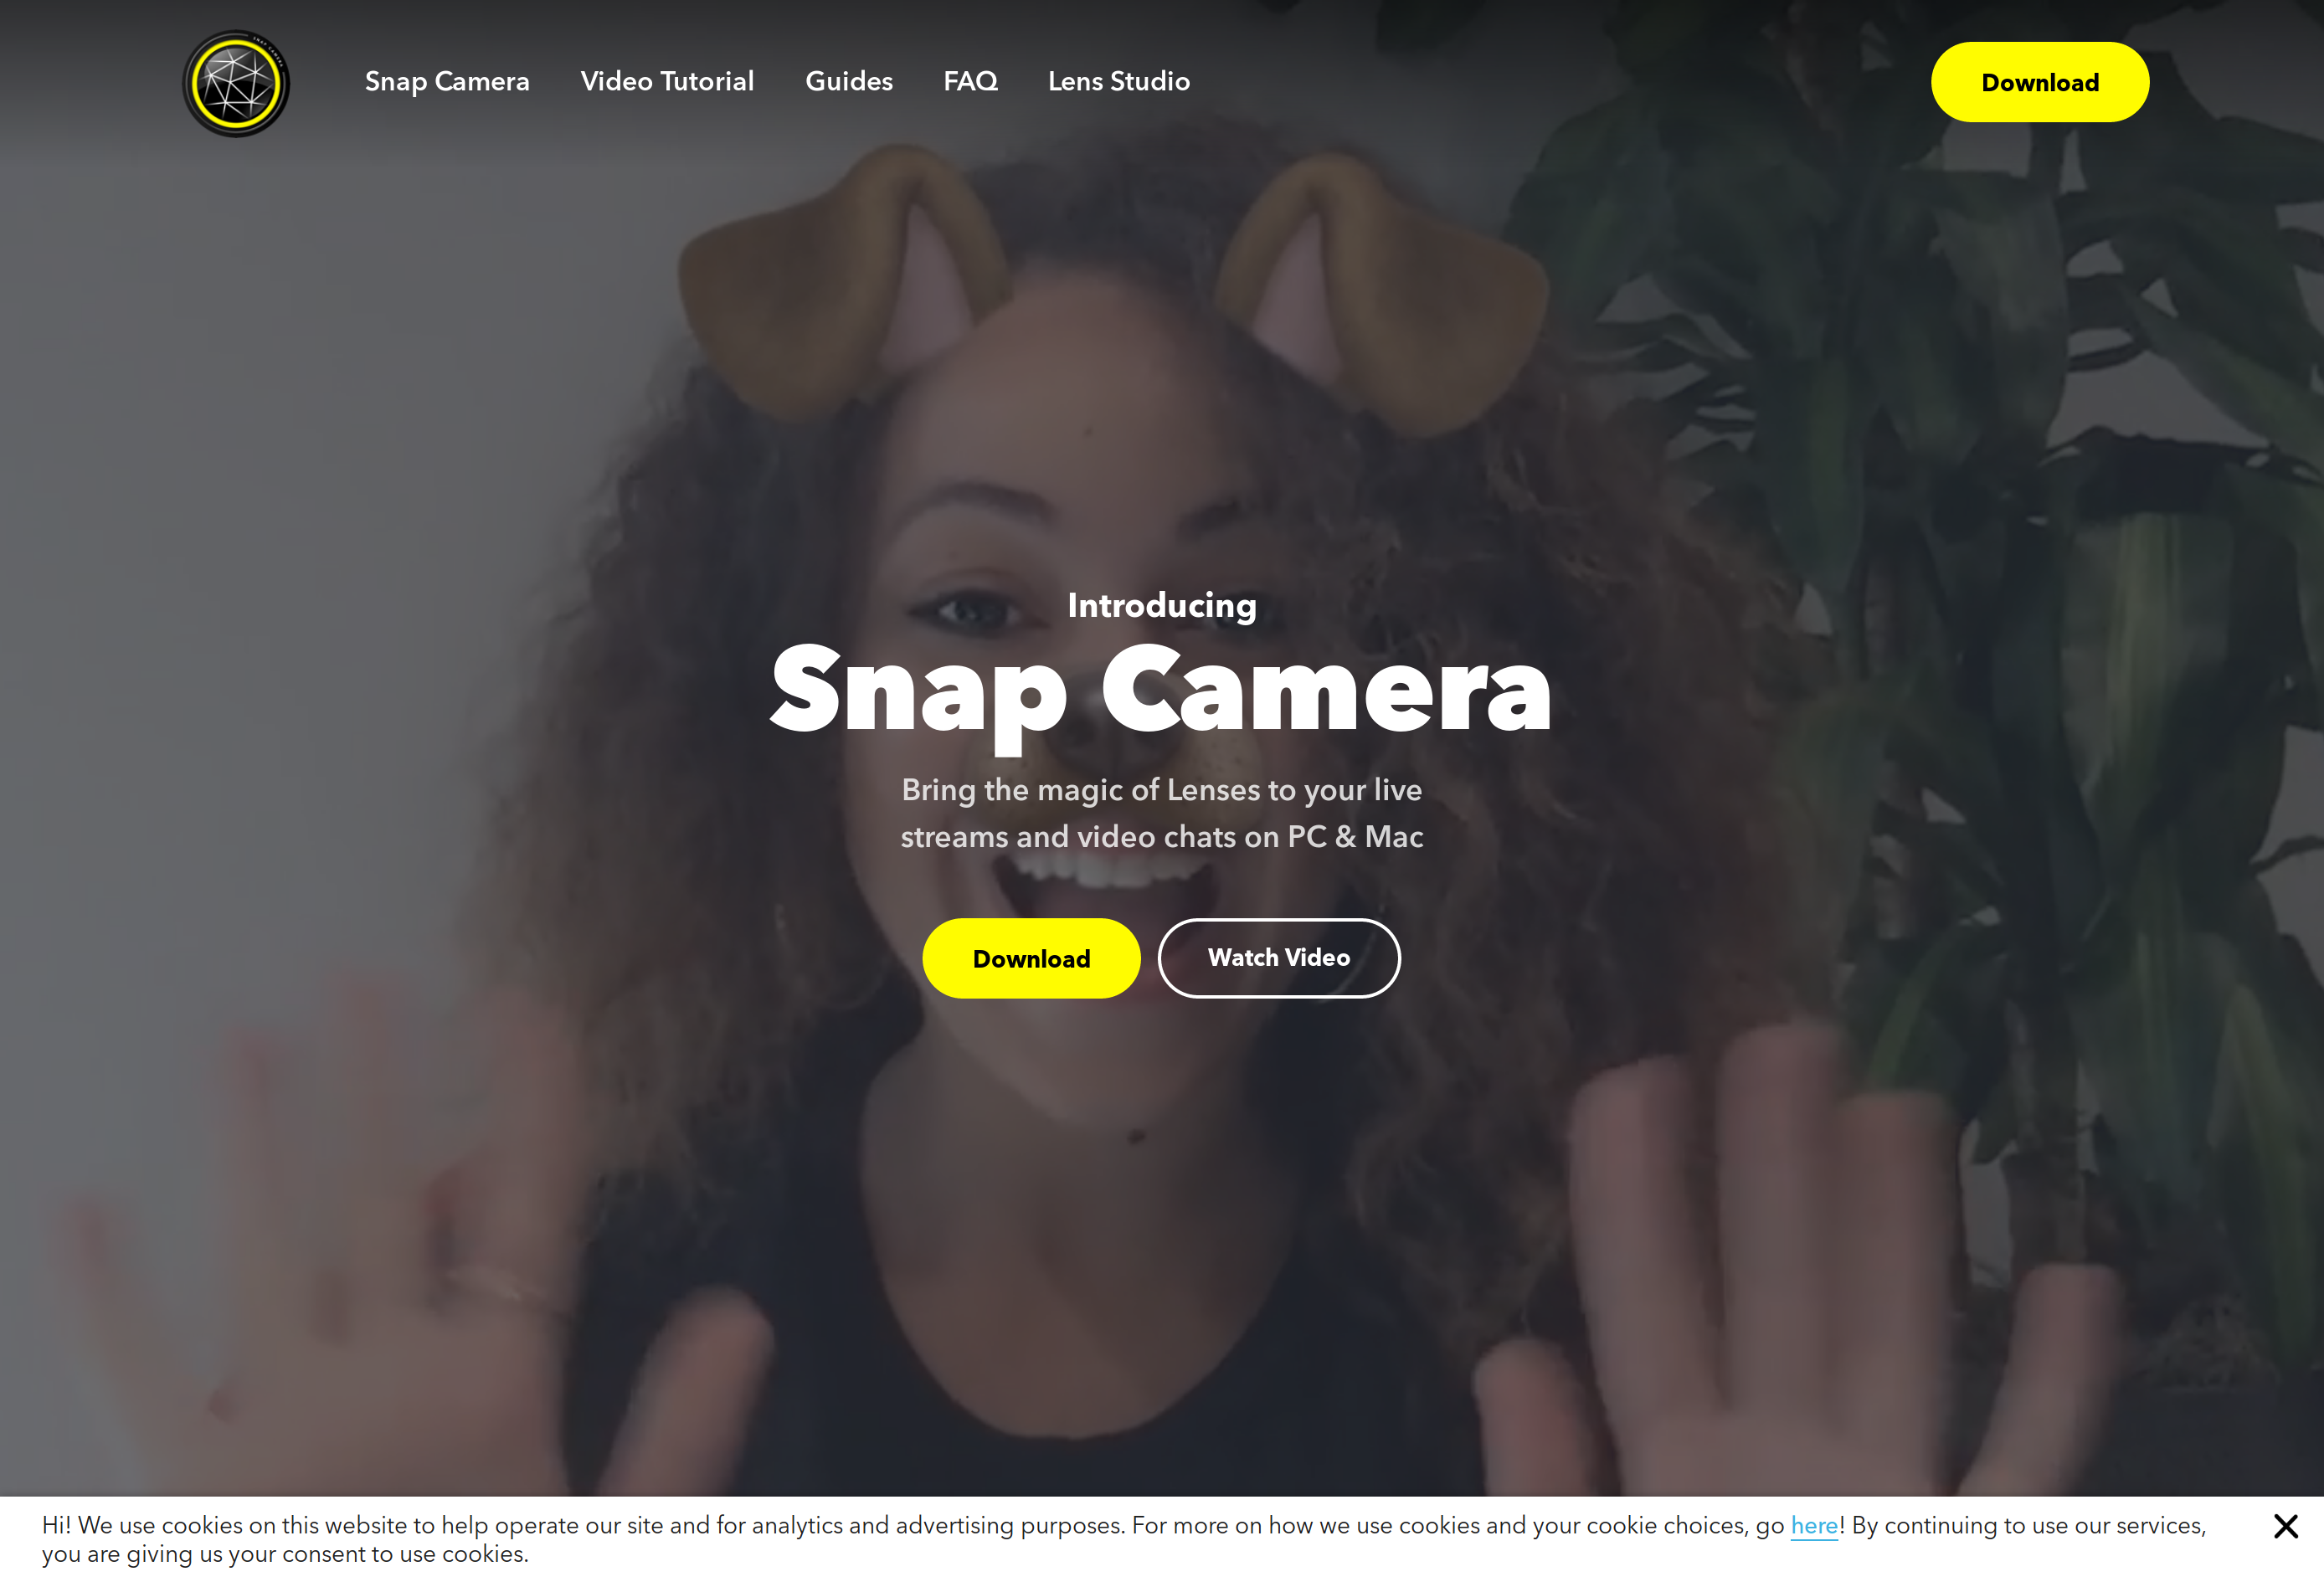 Snap Camera
Video Tutorial
Guides
FAQ
Lens Studio
Download
Introducing
Snap Camera
Bring the magic of Lenses to your live
streams and video chats on PC & Mac
Download
Watch Video
Hi! We use cookies on this website to help operate our site and for analytics and advertising purposes. For more on how we use cookies and your cookie choices, go here! By continuing to use our services,
you are giving us your consent to use cookies.